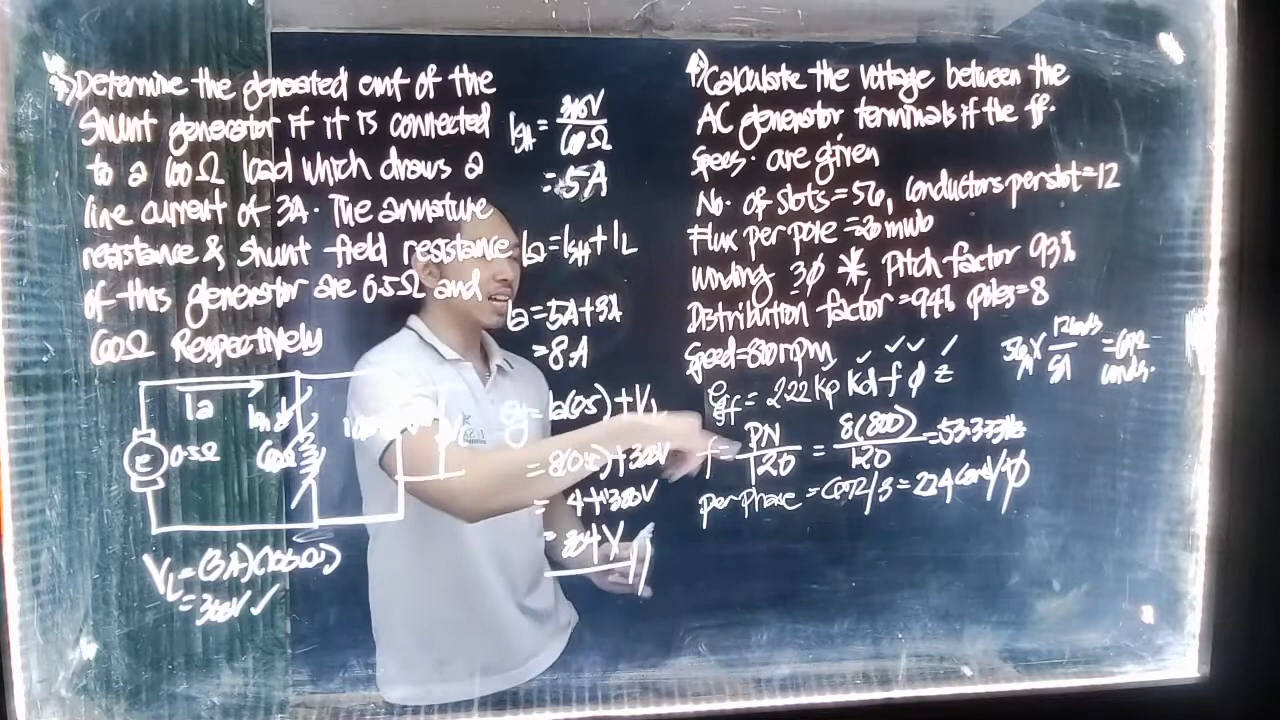 Determine the generated emf of the
Shunt generator if it is connected
to a 100Ω load which draws a
line current of 3A. The armature
resistance & shunt field resistance
of this generator are 0.5Ω and
60Ω Respectively
Ia
0.5Ω
60Ω
VL = (3A)(100Ω)
= 300V ✓
ISH = 300V / 60Ω
= 5A
Ia = ISH + IL
Ia = 5A + 3A
= 8A
Eg = Ia(0.5) + VL
= 8(0.5) + 300V
= 4 + 300V
= 304V
Calculate the voltage between the
AC generator terminals if the ff.
Specs. are given
No. of slots = 56, conductors per slot = 12
Flux per pole = 20 mwb
Winding 3φ Pitch factor 93%
Distribution factor = 94% poles = 8
Speed = 800 rpm
= 672 conds.
= 2.22 kp kd f φ z
f = PN / 120 = 8(800) / 120 = 53.333Hz
per phase = 672/3 = 224 cond/φ